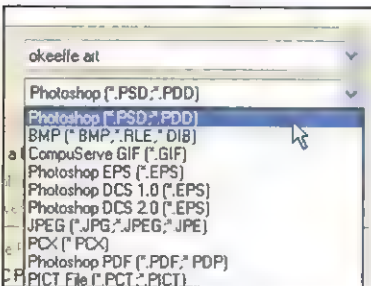 okeeffe art
Photoshop (*.PSD;*.PDD)
Photoshop (*.PSD;*.PDD)
BMP (*.BMP;*.RLE;*.DIB)
CompuServe GIF (*.GIF)
Photoshop EPS (*.EPS)
Photoshop DCS 1.0 (*.EPS)
Photoshop DCS 2.0 (*.EPS)
JPEG (*.JPG;*.JPEG;*.JPE)
PCX (*.PCX)
Photoshop PDF (*.PDF;*.PDP)
PICT File (*.PCT;*.PICT)